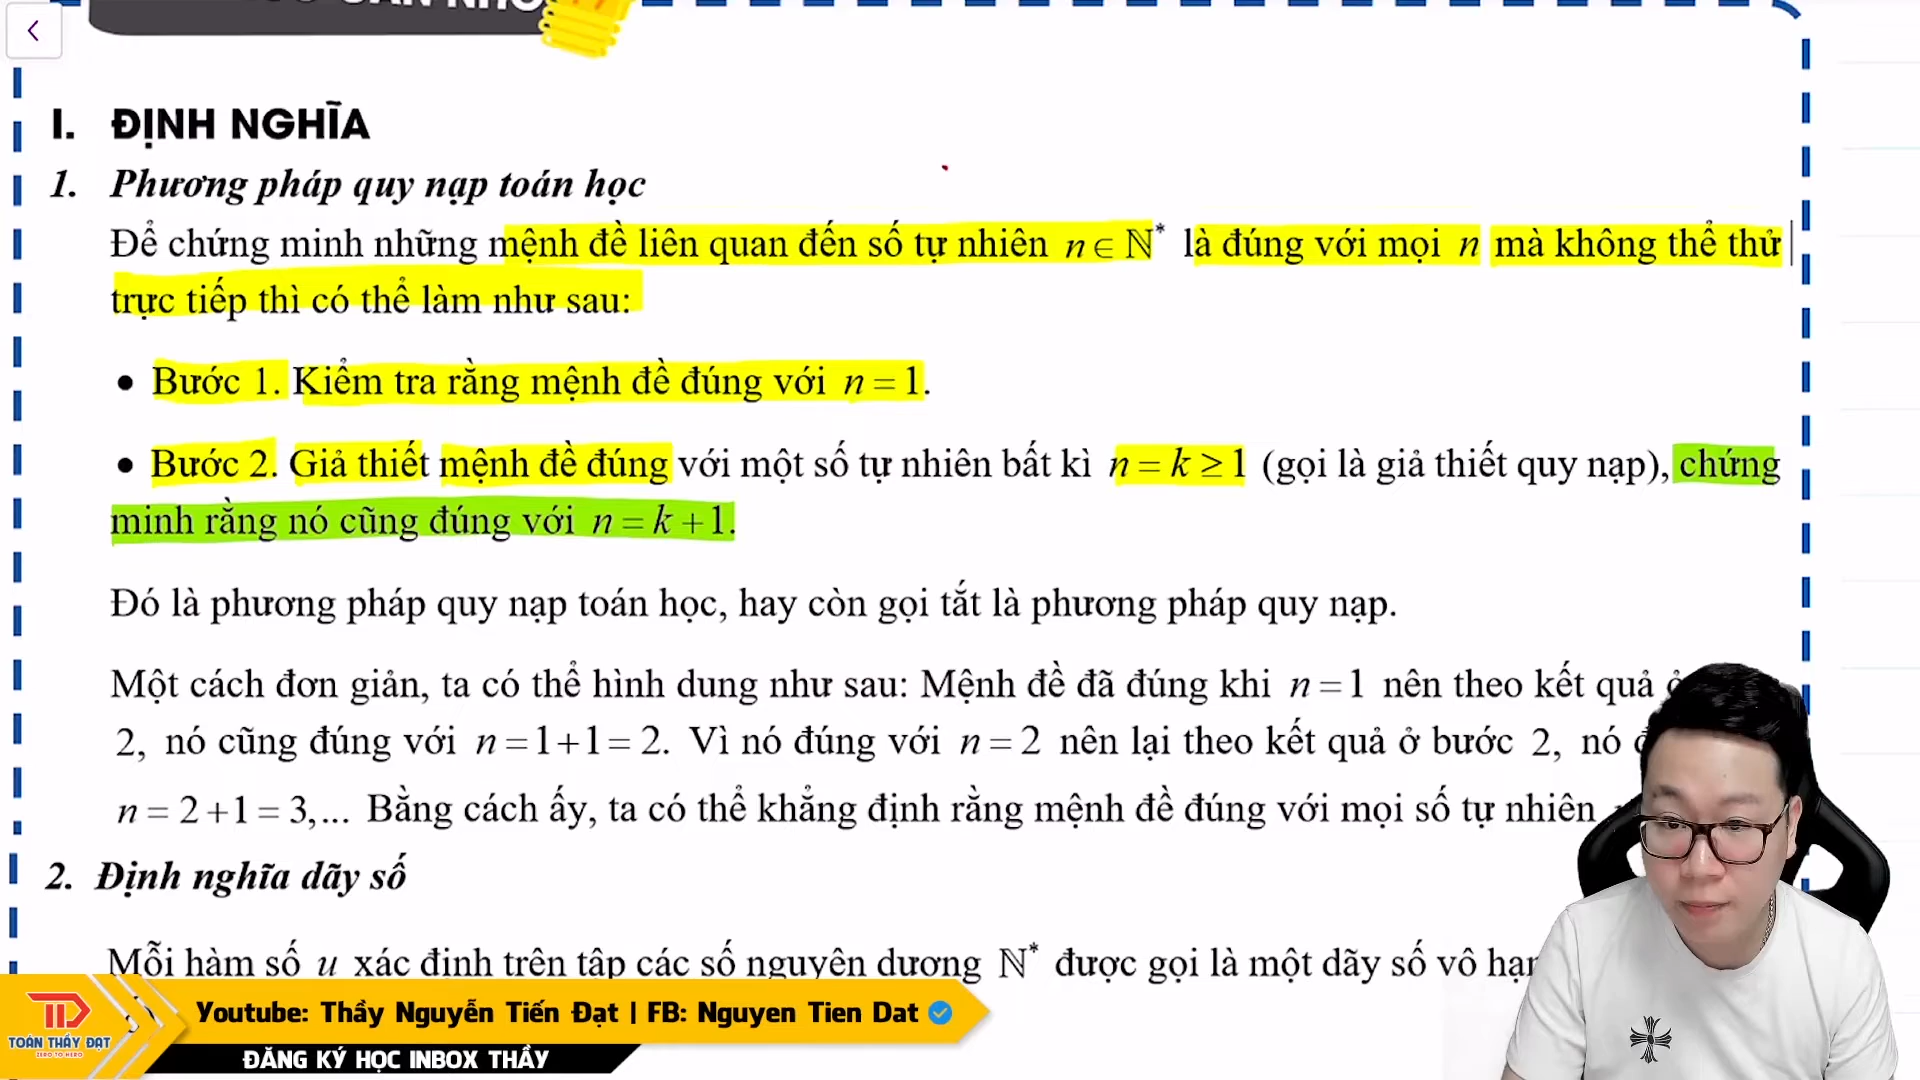 I. ĐỊNH NGHĨA
1. Phương pháp quy nạp toán học
Để chứng minh những mệnh đề liên quan đến số tự nhiên n ∈ ℕ* là đúng với mọi n mà không thể thử
trực tiếp thì có thể làm như sau:
• Bước 1. Kiểm tra rằng mệnh đề đúng với n = 1.
• Bước 2. Giả thiết mệnh đề đúng với một số tự nhiên bất kì n = k ≥ 1 (gọi là giả thiết quy nạp), chứng
minh rằng nó cũng đúng với n = k + 1.
Đó là phương pháp quy nạp toán học, hay còn gọi tắt là phương pháp quy nạp.
Một cách đơn giản, ta có thể hình dung như sau: Mệnh đề đã đúng khi n = 1 nên theo kết quả
2, nó cũng đúng với n = 1 + 1 = 2. Vì nó đúng với n = 2 nên lại theo kết quả ở bước 2, nó
n = 2 + 1 = 3,... Bằng cách ấy, ta có thể khẳng định rằng mệnh đề đúng với mọi số tự nhiên
2. Định nghĩa dãy số
Mỗi hàm số u xác định trên tập các số nguyên dương ℕ* được gọi là một dãy số vô hạn
Youtube: Thầy Nguyễn Tiến Đạt | FB: Nguyen Tien Dat
TOÁN THẦY ĐẠT
ZERO TO HERO
ĐĂNG KÝ HỌC INBOX THẦY